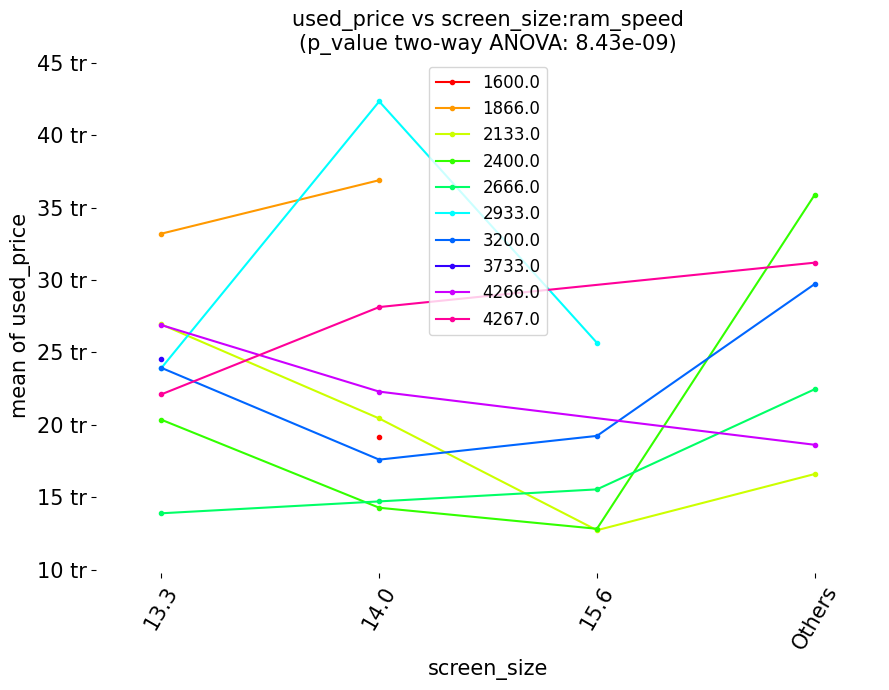 used_price vs screen_size:ram_speed
(p_value two-way ANOVA: 8.43e-09)
45 tr
40 tr
35 tr
30 tr
25 tr
20 tr
15 tr
10 tr
mean of used_price
1600.0
1866.0
2133.0
2400.0
2666.0
2933.0
3200.0
3733.0
4266.0
4267.0
13.3
14.0
15.6
Others
screen_size